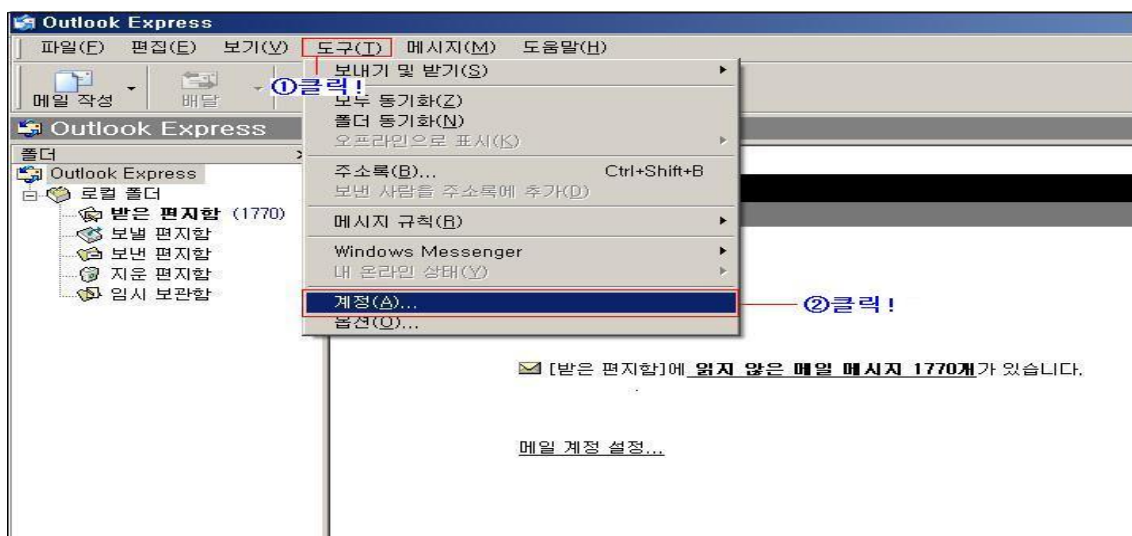 Outlook Express
파일(F) 편집(E) 보기(V) 도구(T) 메시지(M) 도움말(H)
메일 작성 배달
①클릭!
보내기 및 받기(S)
모두 동기화(Z)
폴더 동기화(N)
오프라인으로 표시(K)
주소록(B)... Ctrl+Shift+B
보낸 사람을 주소록에 추가(D)
메시지 규칙(R)
Windows Messenger
내 온라인 상태(Y)
계정(A)...
②클릭!
옵션(O)...
Outlook Express
폴더
Outlook Express
로컬 폴더
받은 편지함 (1770)
보낼 편지함
보낸 편지함
지운 편지함
임시 보관함
[받은 편지함]에 읽지 않은 메일 메시지 1770개가 있습니다.
메일 계정 설정...